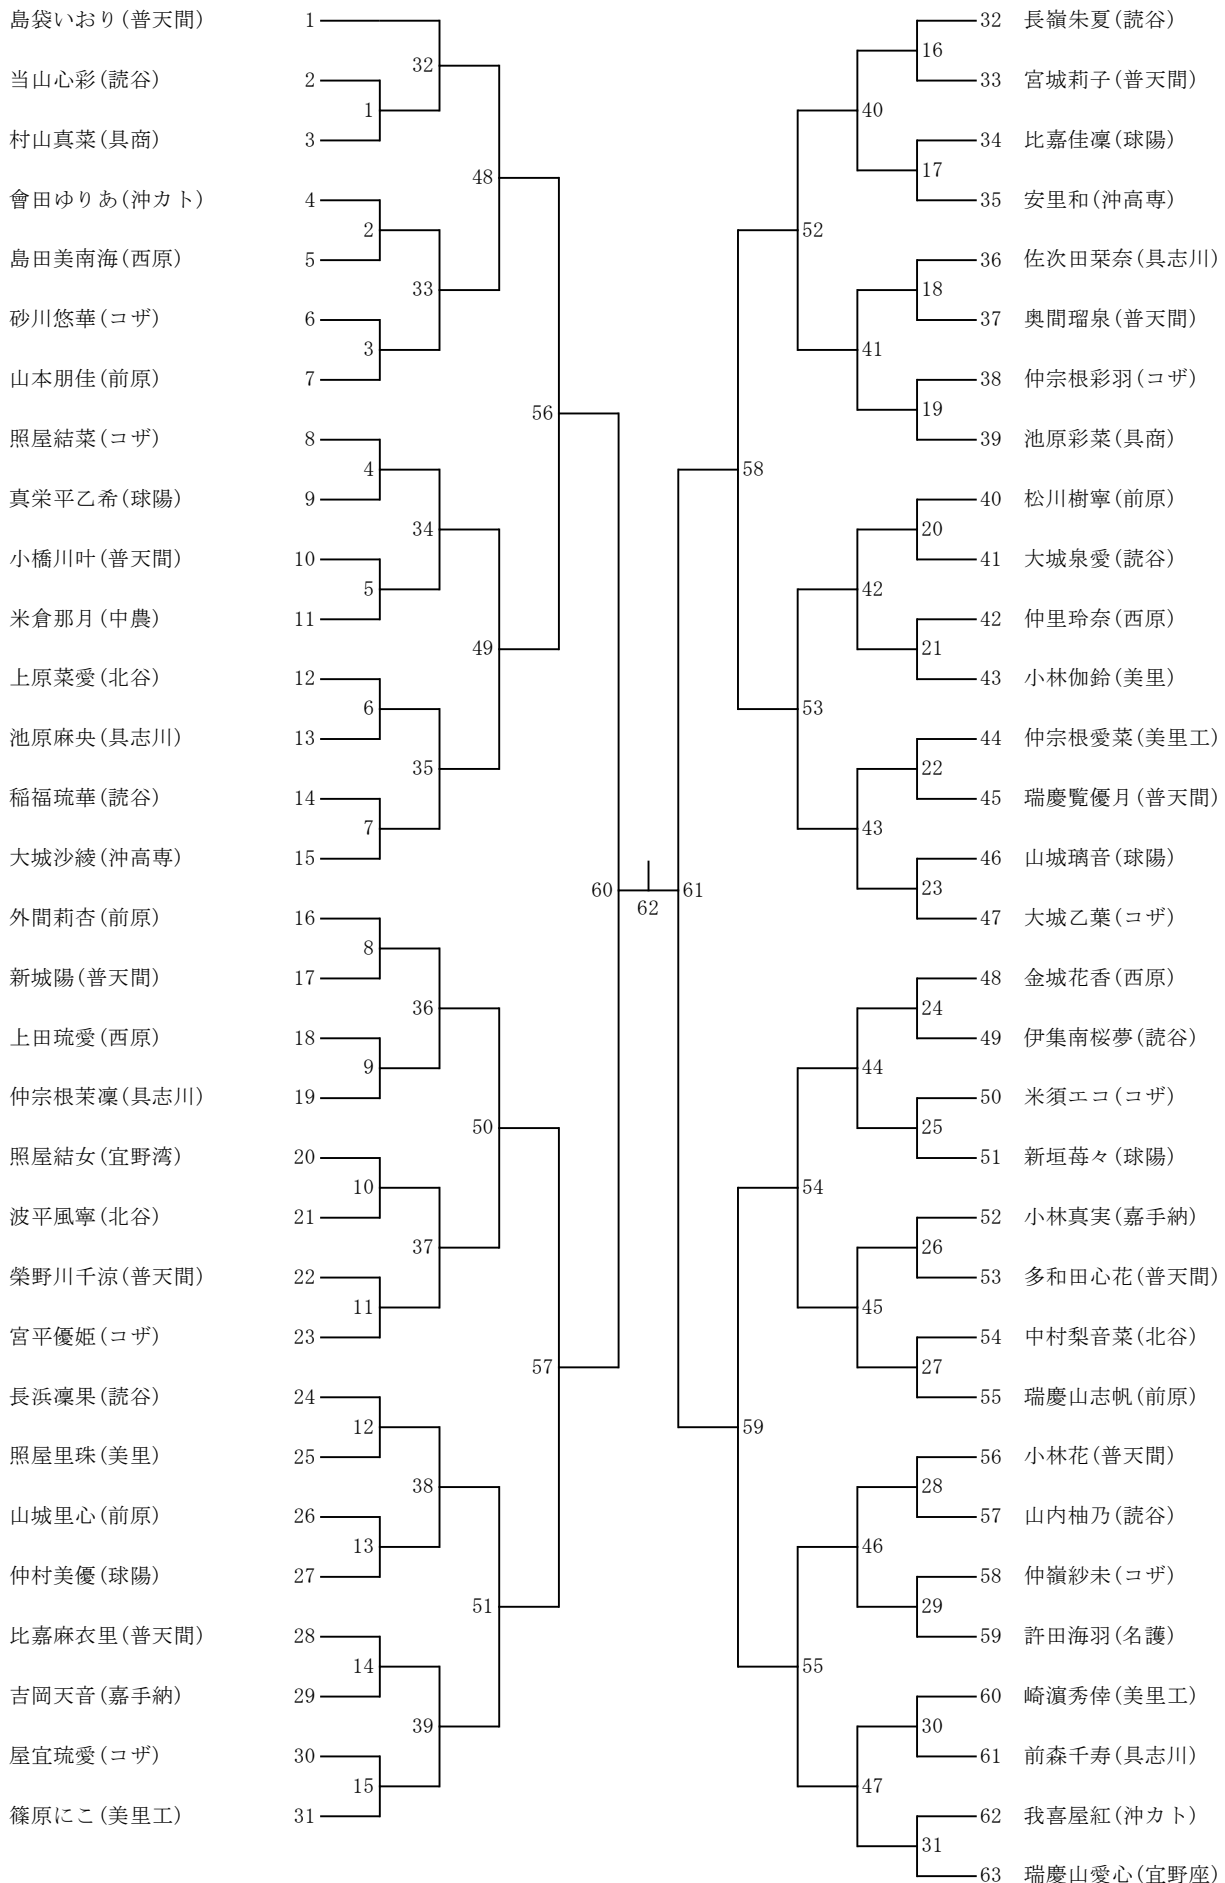 島袋いおり(普天間) 1
当山心彩(読谷) 2
村山真菜(具商) 3
會田ゆりあ(沖カト) 4
島田美南海(西原) 5
砂川悠華(コザ) 6
山本朋佳(前原) 7
照屋結菜(コザ) 8
真栄平乙希(球陽) 9
小橋川叶(普天間) 10
米倉那月(中農) 11
上原菜愛(北谷) 12
池原麻央(具志川) 13
稲福琉華(読谷) 14
大城沙綾(沖高専) 15
外間莉杏(前原) 16
新城陽(普天間) 17
上田琉愛(西原) 18
仲宗根茉凜(具志川) 19
照屋結女(宜野湾) 20
波平風寧(北谷) 21
榮野川千涼(普天間) 22
宮平優姫(コザ) 23
長浜凜果(読谷) 24
照屋里珠(美里) 25
山城里心(前原) 26
仲村美優(球陽) 27
比嘉麻衣里(普天間) 28
吉岡天音(嘉手納) 29
屋宜琉愛(コザ) 30
篠原にこ(美里工) 31
1
2
3
4
5
6
7
8
9
10
11
12
13
14
15
32
33
34
35
36
37
38
39
48
49
50
51
56
57
60
62
61
58
59
52
53
54
55
40
41
42
43
44
45
46
47
16
17
18
19
20
21
22
23
24
25
26
27
28
29
30
31
32 長嶺朱夏(読谷)
33 宮城莉子(普天間)
34 比嘉佳凜(球陽)
35 安里和(沖高専)
36 佐次田栞奈(具志川)
37 奥間瑠泉(普天間)
38 仲宗根彩羽(コザ)
39 池原彩菜(具商)
40 松川樹寧(前原)
41 大城泉愛(読谷)
42 仲里玲奈(西原)
43 小林伽鈴(美里)
44 仲宗根愛菜(美里工)
45 瑞慶覧優月(普天間)
46 山城璃音(球陽)
47 大城乙葉(コザ)
48 金城花香(西原)
49 伊集南桜夢(読谷)
50 米須エコ(コザ)
51 新垣苺々(球陽)
52 小林真実(嘉手納)
53 多和田心花(普天間)
54 中村梨音菜(北谷)
55 瑞慶山志帆(前原)
56 小林花(普天間)
57 山内柚乃(読谷)
58 仲嶺紗未(コザ)
59 許田海羽(名護)
60 崎濱秀倖(美里工)
61 前森千寿(具志川)
62 我喜屋紅(沖カト)
63 瑞慶山愛心(宜野座)